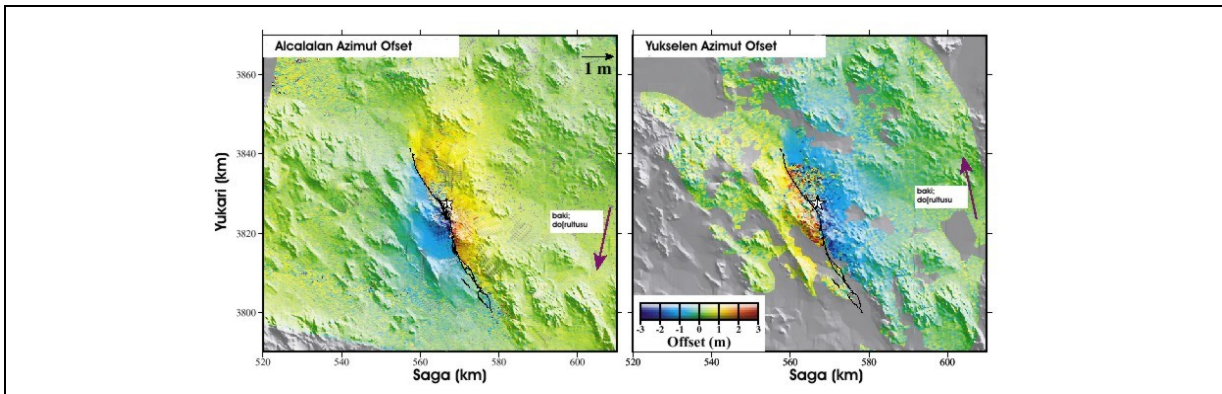 Alcalalan Azimut Ofset
Yukselen Azimut Ofset
1 m
3860
3840
3820
3800
Yukari (km)
baki;
do[rultusu
baki;
do[rultusu
-3 -2 -1 0 1 2 3
Offset (m)
520 540 560 580 600
520 540 560 580 600
Saga (km)
Saga (km)